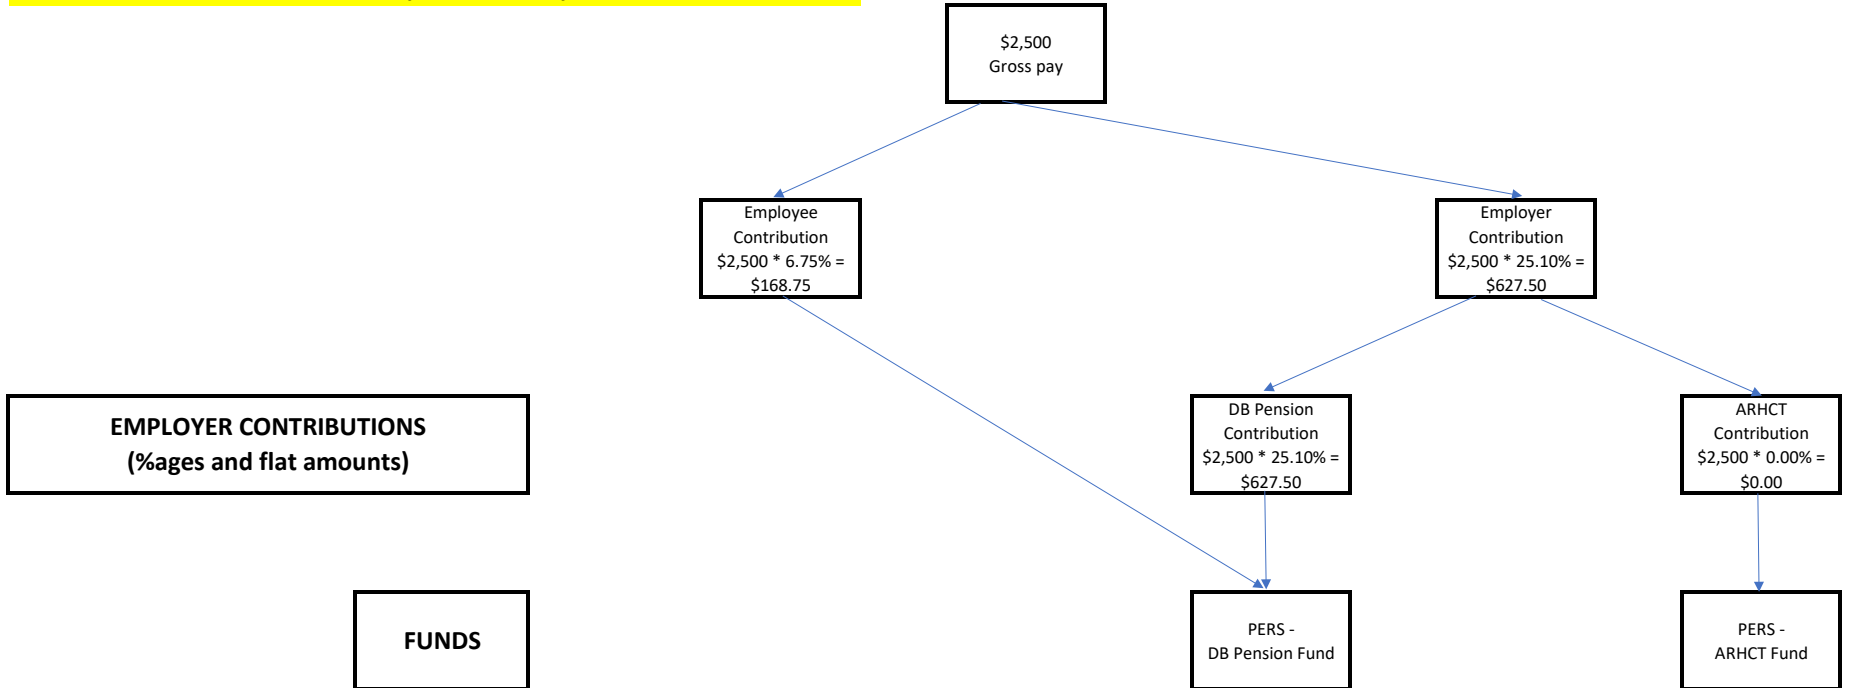 $2,500
Gross pay
Employee
Contribution
$2,500 * 6.75% =
$168.75
Employer
Contribution
$2,500 * 25.10% =
$627.50
EMPLOYER CONTRIBUTIONS
(%ages and flat amounts)
DB Pension
Contribution
$2,500 * 25.10% =
$627.50
ARHCT
Contribution
$2,500 * 0.00% =
$0.00
FUNDS
PERS -
DB Pension Fund
PERS -
ARHCT Fund